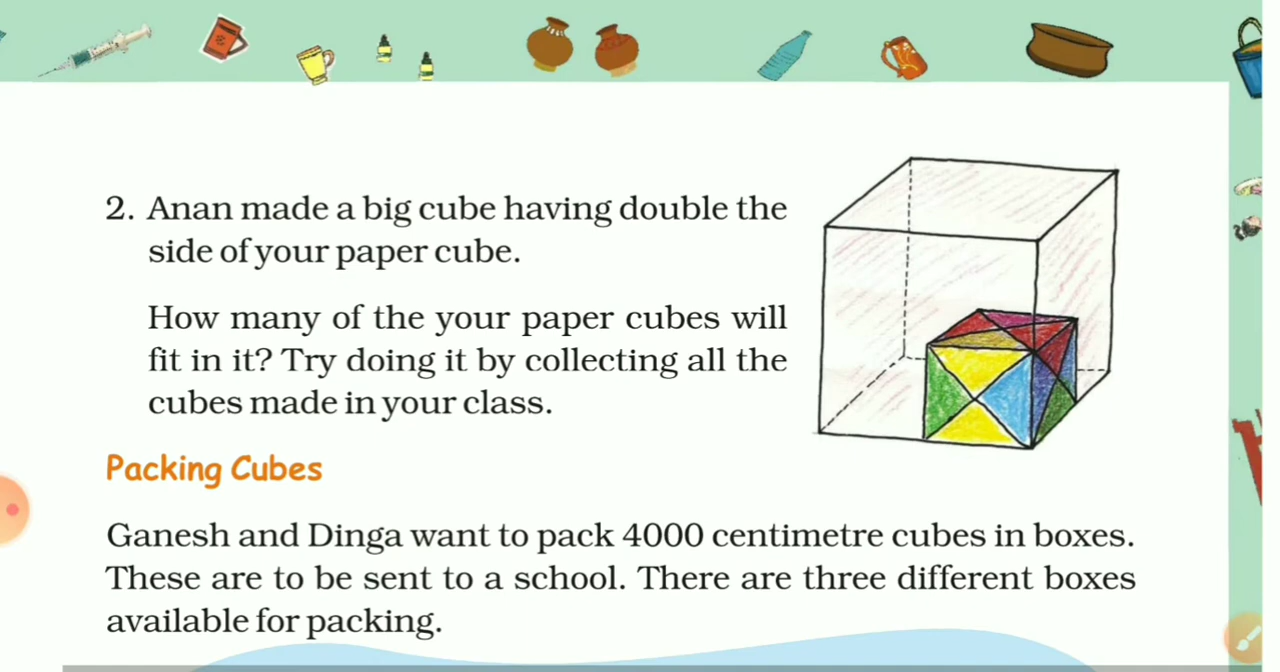 2. Anan made a big cube having double the
side of your paper cube.
How many of the your paper cubes will
fit in it? Try doing it by collecting all the
cubes made in your class.
Packing Cubes
Ganesh and Dinga want to pack 4000 centimetre cubes in boxes.
These are to be sent to a school. There are three different boxes
available for packing.